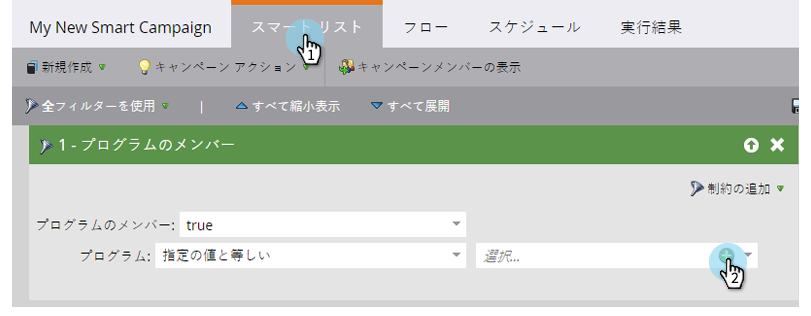 My New Smart Campaign スマート リスト フロー スケジュール 実行結果
1
新規作成 キャンペーン アクション キャンペーンメンバーの表示
全フィルターを使用 | すべて縮小表示 すべて展開
1 - プログラムのメンバー
制約の追加
プログラムのメンバー: true
プログラム: 指定の値と等しい 選択...
2